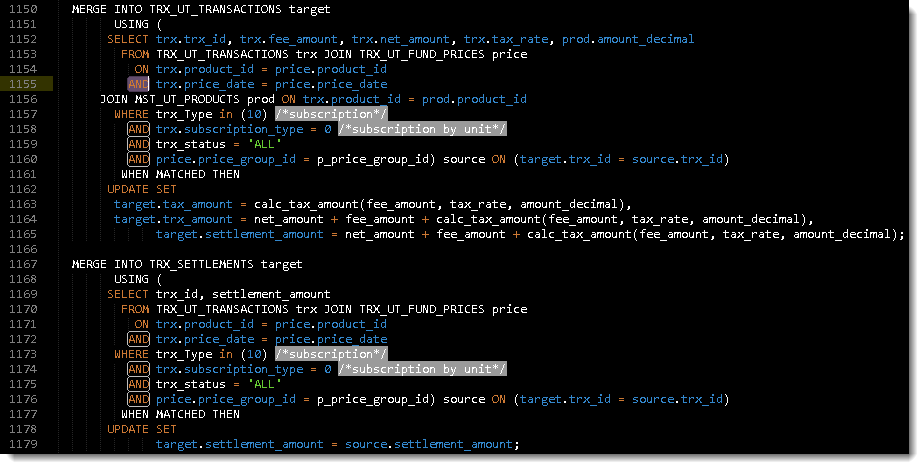 1150 MERGE INTO TRX_UT_TRANSACTIONS target
1151 USING (
1152 SELECT trx.trx_id, trx.fee_amount, trx.net_amount, trx.tax_rate, prod.amount_decimal
1153 FROM TRX_UT_TRANSACTIONS trx JOIN TRX_UT_FUND_PRICES price
1154 ON trx.product_id = price.product_id
1155 AND trx.price_date = price.price_date
1156 JOIN MST_UT_PRODUCTS prod ON trx.product_id = prod.product_id
1157 WHERE trx_Type in (10) /*subscription*/
1158 AND trx.subscription_type = 0 /*subscription by unit*/
1159 AND trx_status = 'ALL'
1160 AND price.price_group_id = p_price_group_id) source ON (target.trx_id = source.trx_id)
1161 WHEN MATCHED THEN
1162 UPDATE SET
1163 target.tax_amount = calc_tax_amount(fee_amount, tax_rate, amount_decimal),
1164 target.trx_amount = net_amount + fee_amount + calc_tax_amount(fee_amount, tax_rate, amount_decimal),
1165 target.settlement_amount = net_amount + fee_amount + calc_tax_amount(fee_amount, tax_rate, amount_decimal);
1166
1167 MERGE INTO TRX_SETTLEMENTS target
1168 USING (
1169 SELECT trx_id, settlement_amount
1170 FROM TRX_UT_TRANSACTIONS trx JOIN TRX_UT_FUND_PRICES price
1171 ON trx.product_id = price.product_id
1172 AND trx.price_date = price.price_date
1173 WHERE trx_Type in (10) /*subscription*/
1174 AND trx.subscription_type = 0 /*subscription by unit*/
1175 AND trx_status = 'ALL'
1176 AND price.price_group_id = p_price_group_id) source ON (target.trx_id = source.trx_id)
1177 WHEN MATCHED THEN
1178 UPDATE SET
1179 target.settlement_amount = source.settlement_amount;